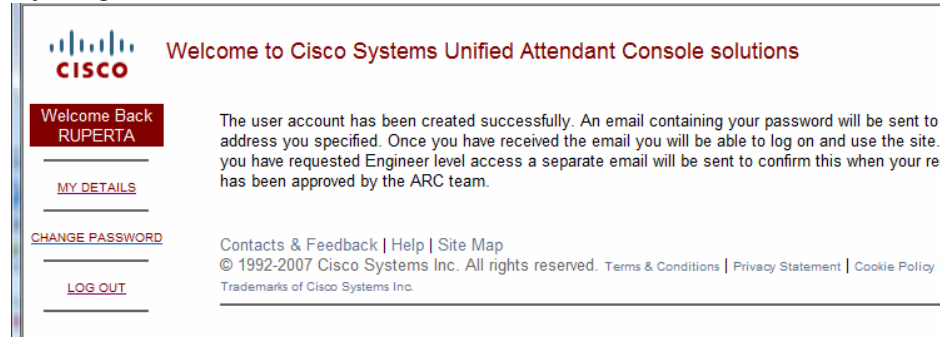 CISCO
Welcome to Cisco Systems Unified Attendant Console solutions
Welcome Back
RUPERTA
MY DETAILS
CHANGE PASSWORD
LOG OUT
The user account has been created successfully. An email containing your password will be sent to
address you specified. Once you have received the email you will be able to log on and use the site.
you have requested Engineer level access a separate email will be sent to confirm this when your re
has been approved by the ARC team.
Contacts & Feedback | Help | Site Map
© 1992-2007 Cisco Systems Inc. All rights reserved. Terms & Conditions | Privacy Statement | Cookie Policy |
Trademarks of Cisco Systems Inc.